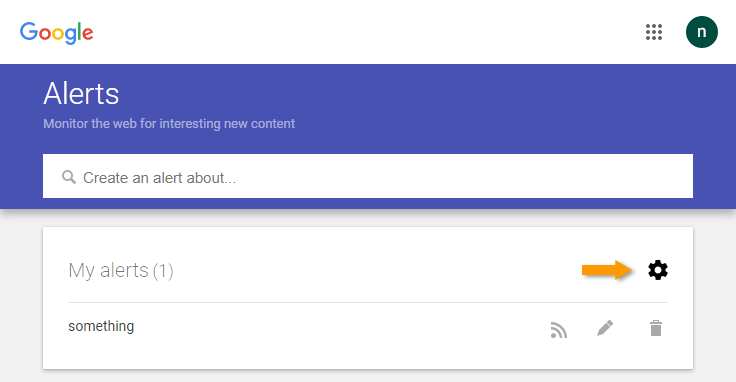 Google
n
Alerts
Monitor the web for interesting new content
Create an alert about...
My alerts (1)
something